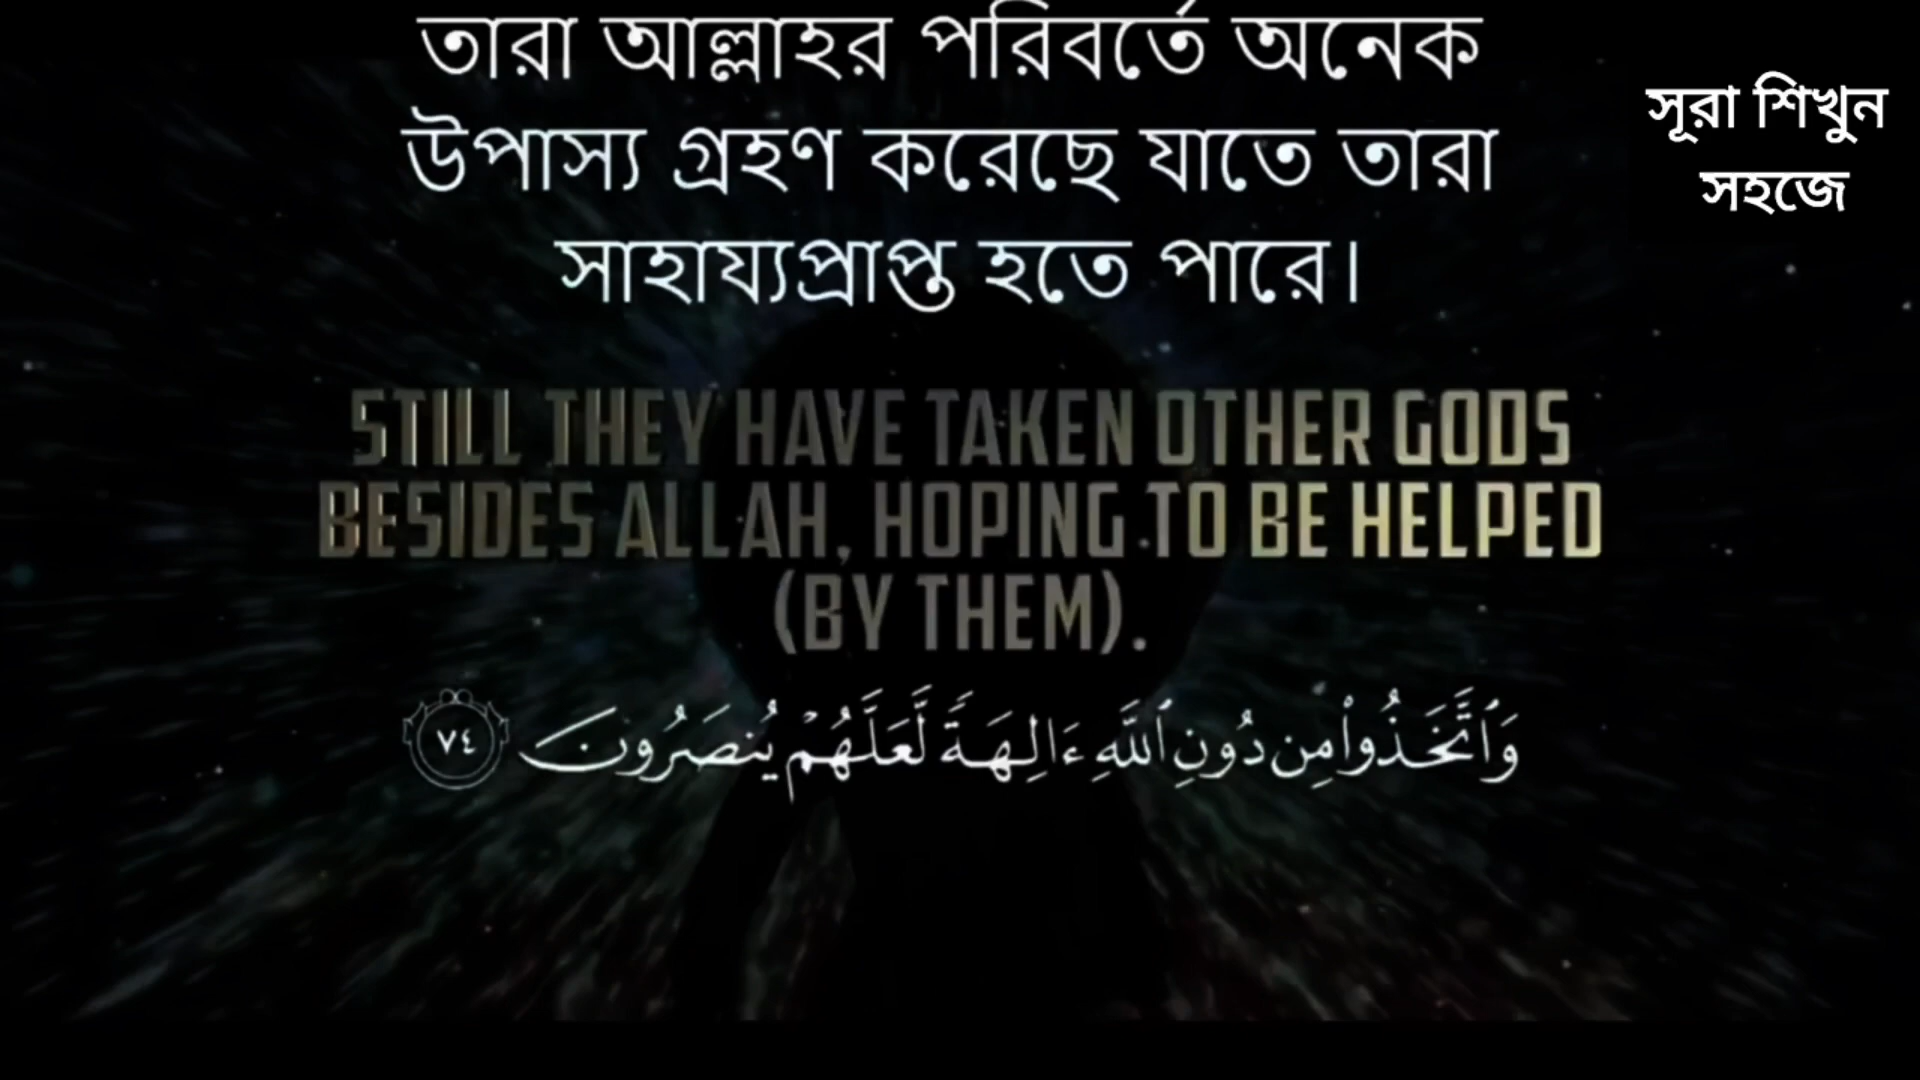 তারা আল্লাহর পরিবর্তে অনেক
উপাস্য গ্রহণ করেছে যাতে তারা
সাহায্যপ্রাপ্ত হতে পারে।
সূরা শিখুন
সহজে
STILL THEY HAVE TAKEN OTHER GODS
BESIDES ALLAH, HOPING TO BE HELPED
(BY THEM).
وَٱتَّخَذُوا۟ مِن دُونِ ٱللَّهِ ءَالِهَةً لَّعَلَّهُمْ يُنصَرُونَ ٧٤